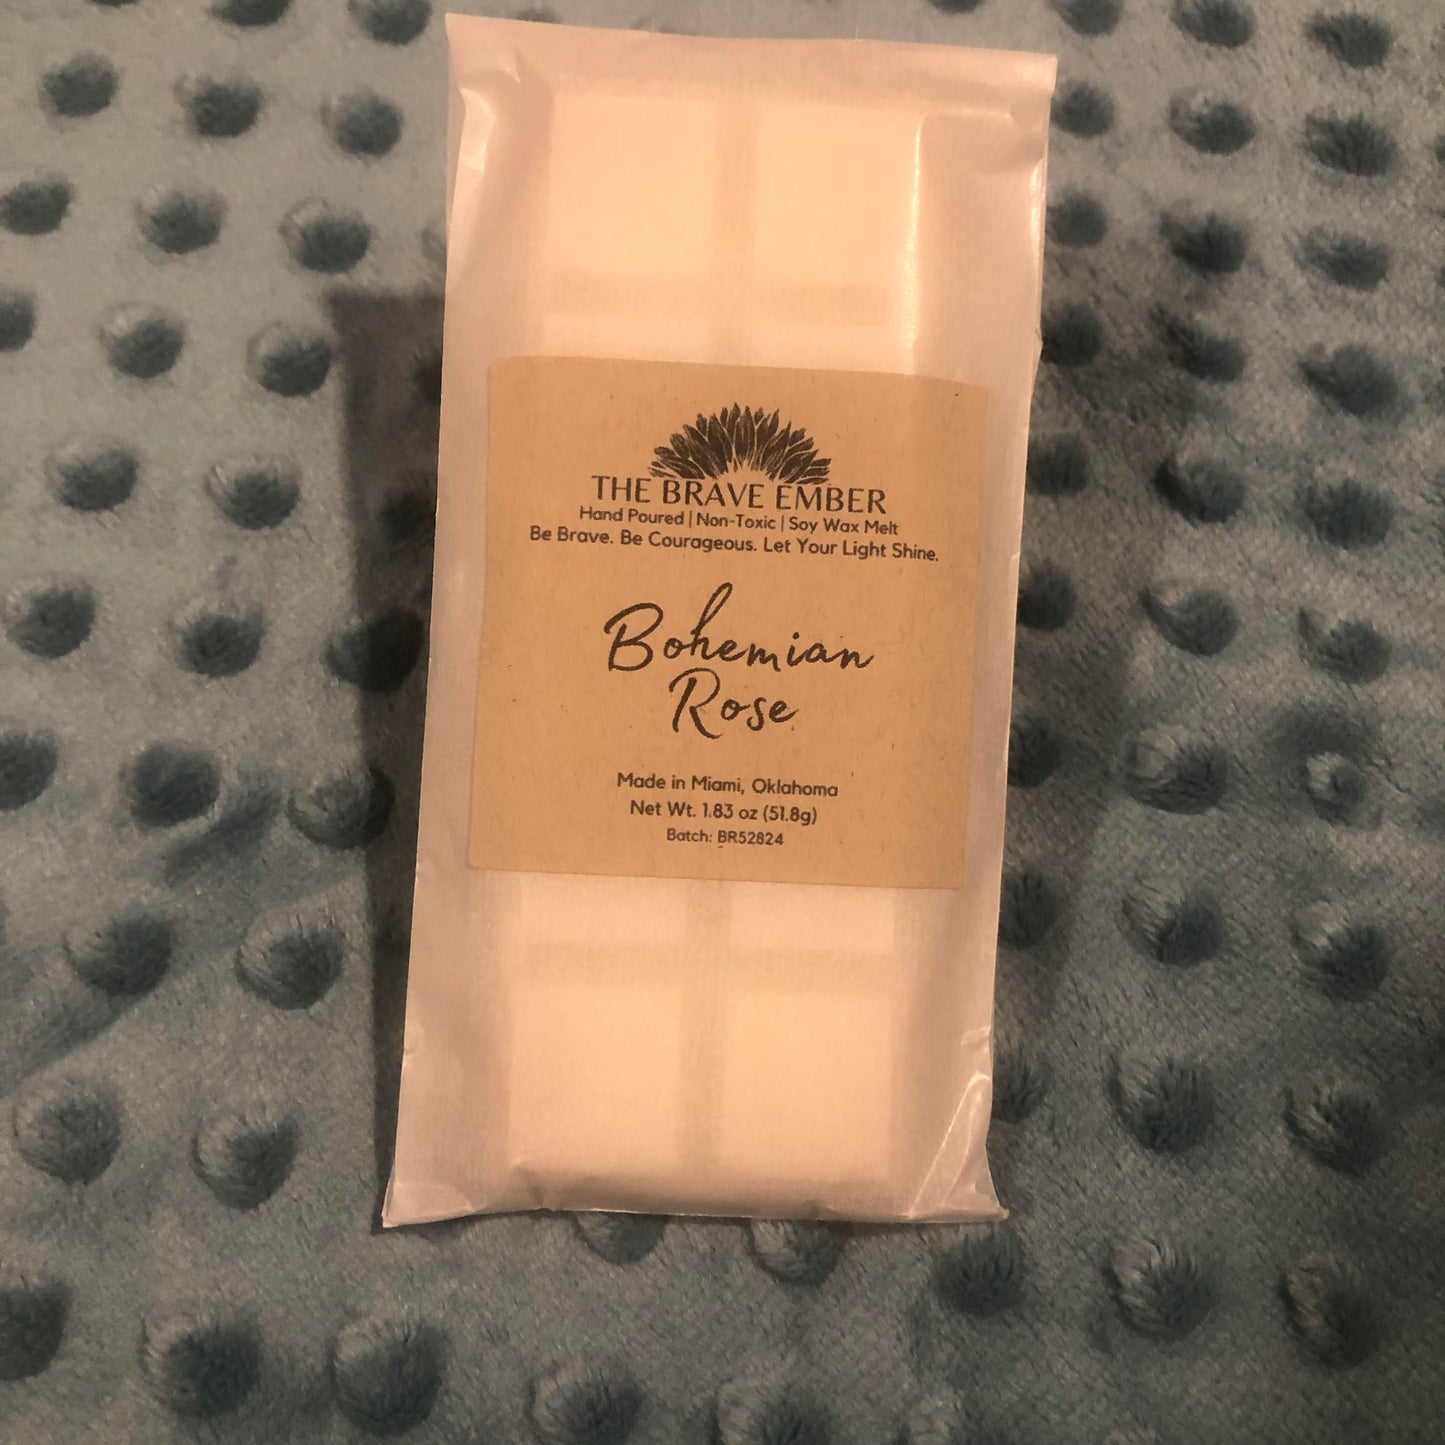 THE BRAVE EMBER
Hand Poured | Non-Toxic | Soy Wax Melt
Be Brave. Be Courageous. Let Your Light Shine.
Bohemian
Rose
Made in Miami, Oklahoma
Net Wt. 1.83 oz (51.8g)
Batch: BR52824